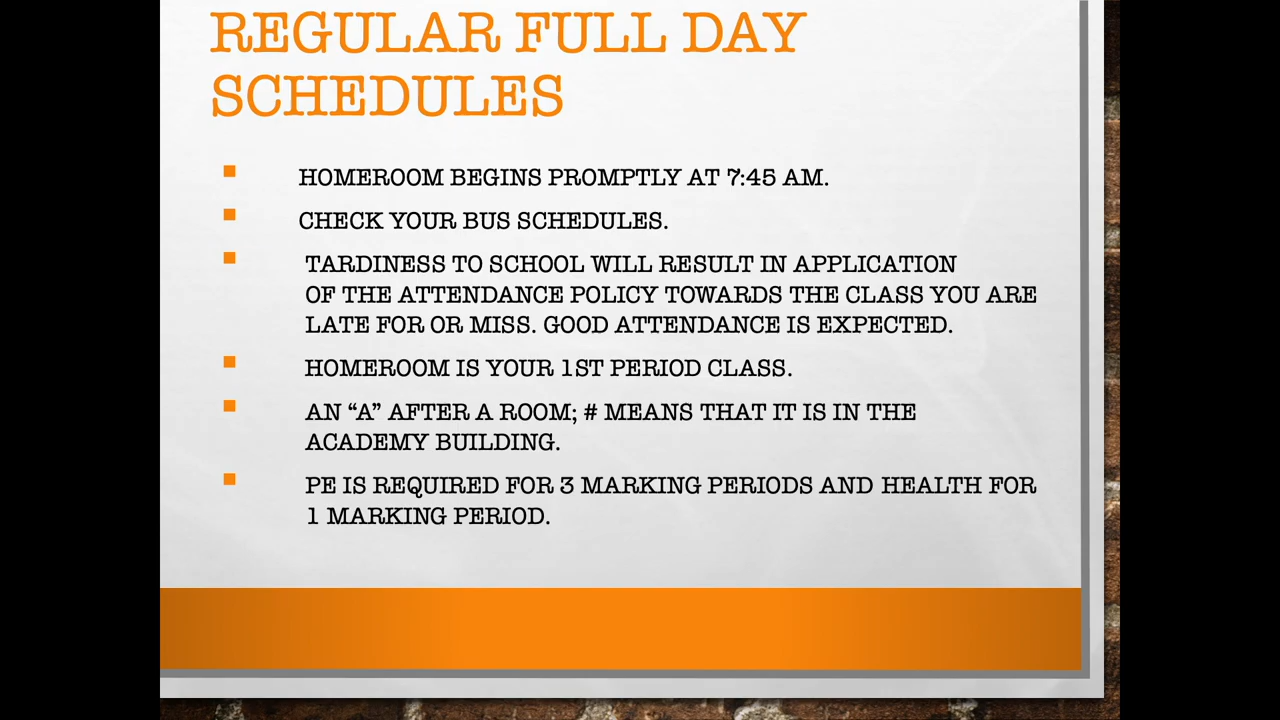 REGULAR FULL DAY
SCHEDULES
HOMEROOM BEGINS PROMPTLY AT 7:45 AM.
CHECK YOUR BUS SCHEDULES.
TARDINESS TO SCHOOL WILL RESULT IN APPLICATION
OF THE ATTENDANCE POLICY TOWARDS THE CLASS YOU ARE
LATE FOR OR MISS. GOOD ATTENDANCE IS EXPECTED.
HOMEROOM IS YOUR 1ST PERIOD CLASS.
AN “A” AFTER A ROOM; # MEANS THAT IT IS IN THE
ACADEMY BUILDING.
PE IS REQUIRED FOR 3 MARKING PERIODS AND HEALTH FOR
1 MARKING PERIOD.